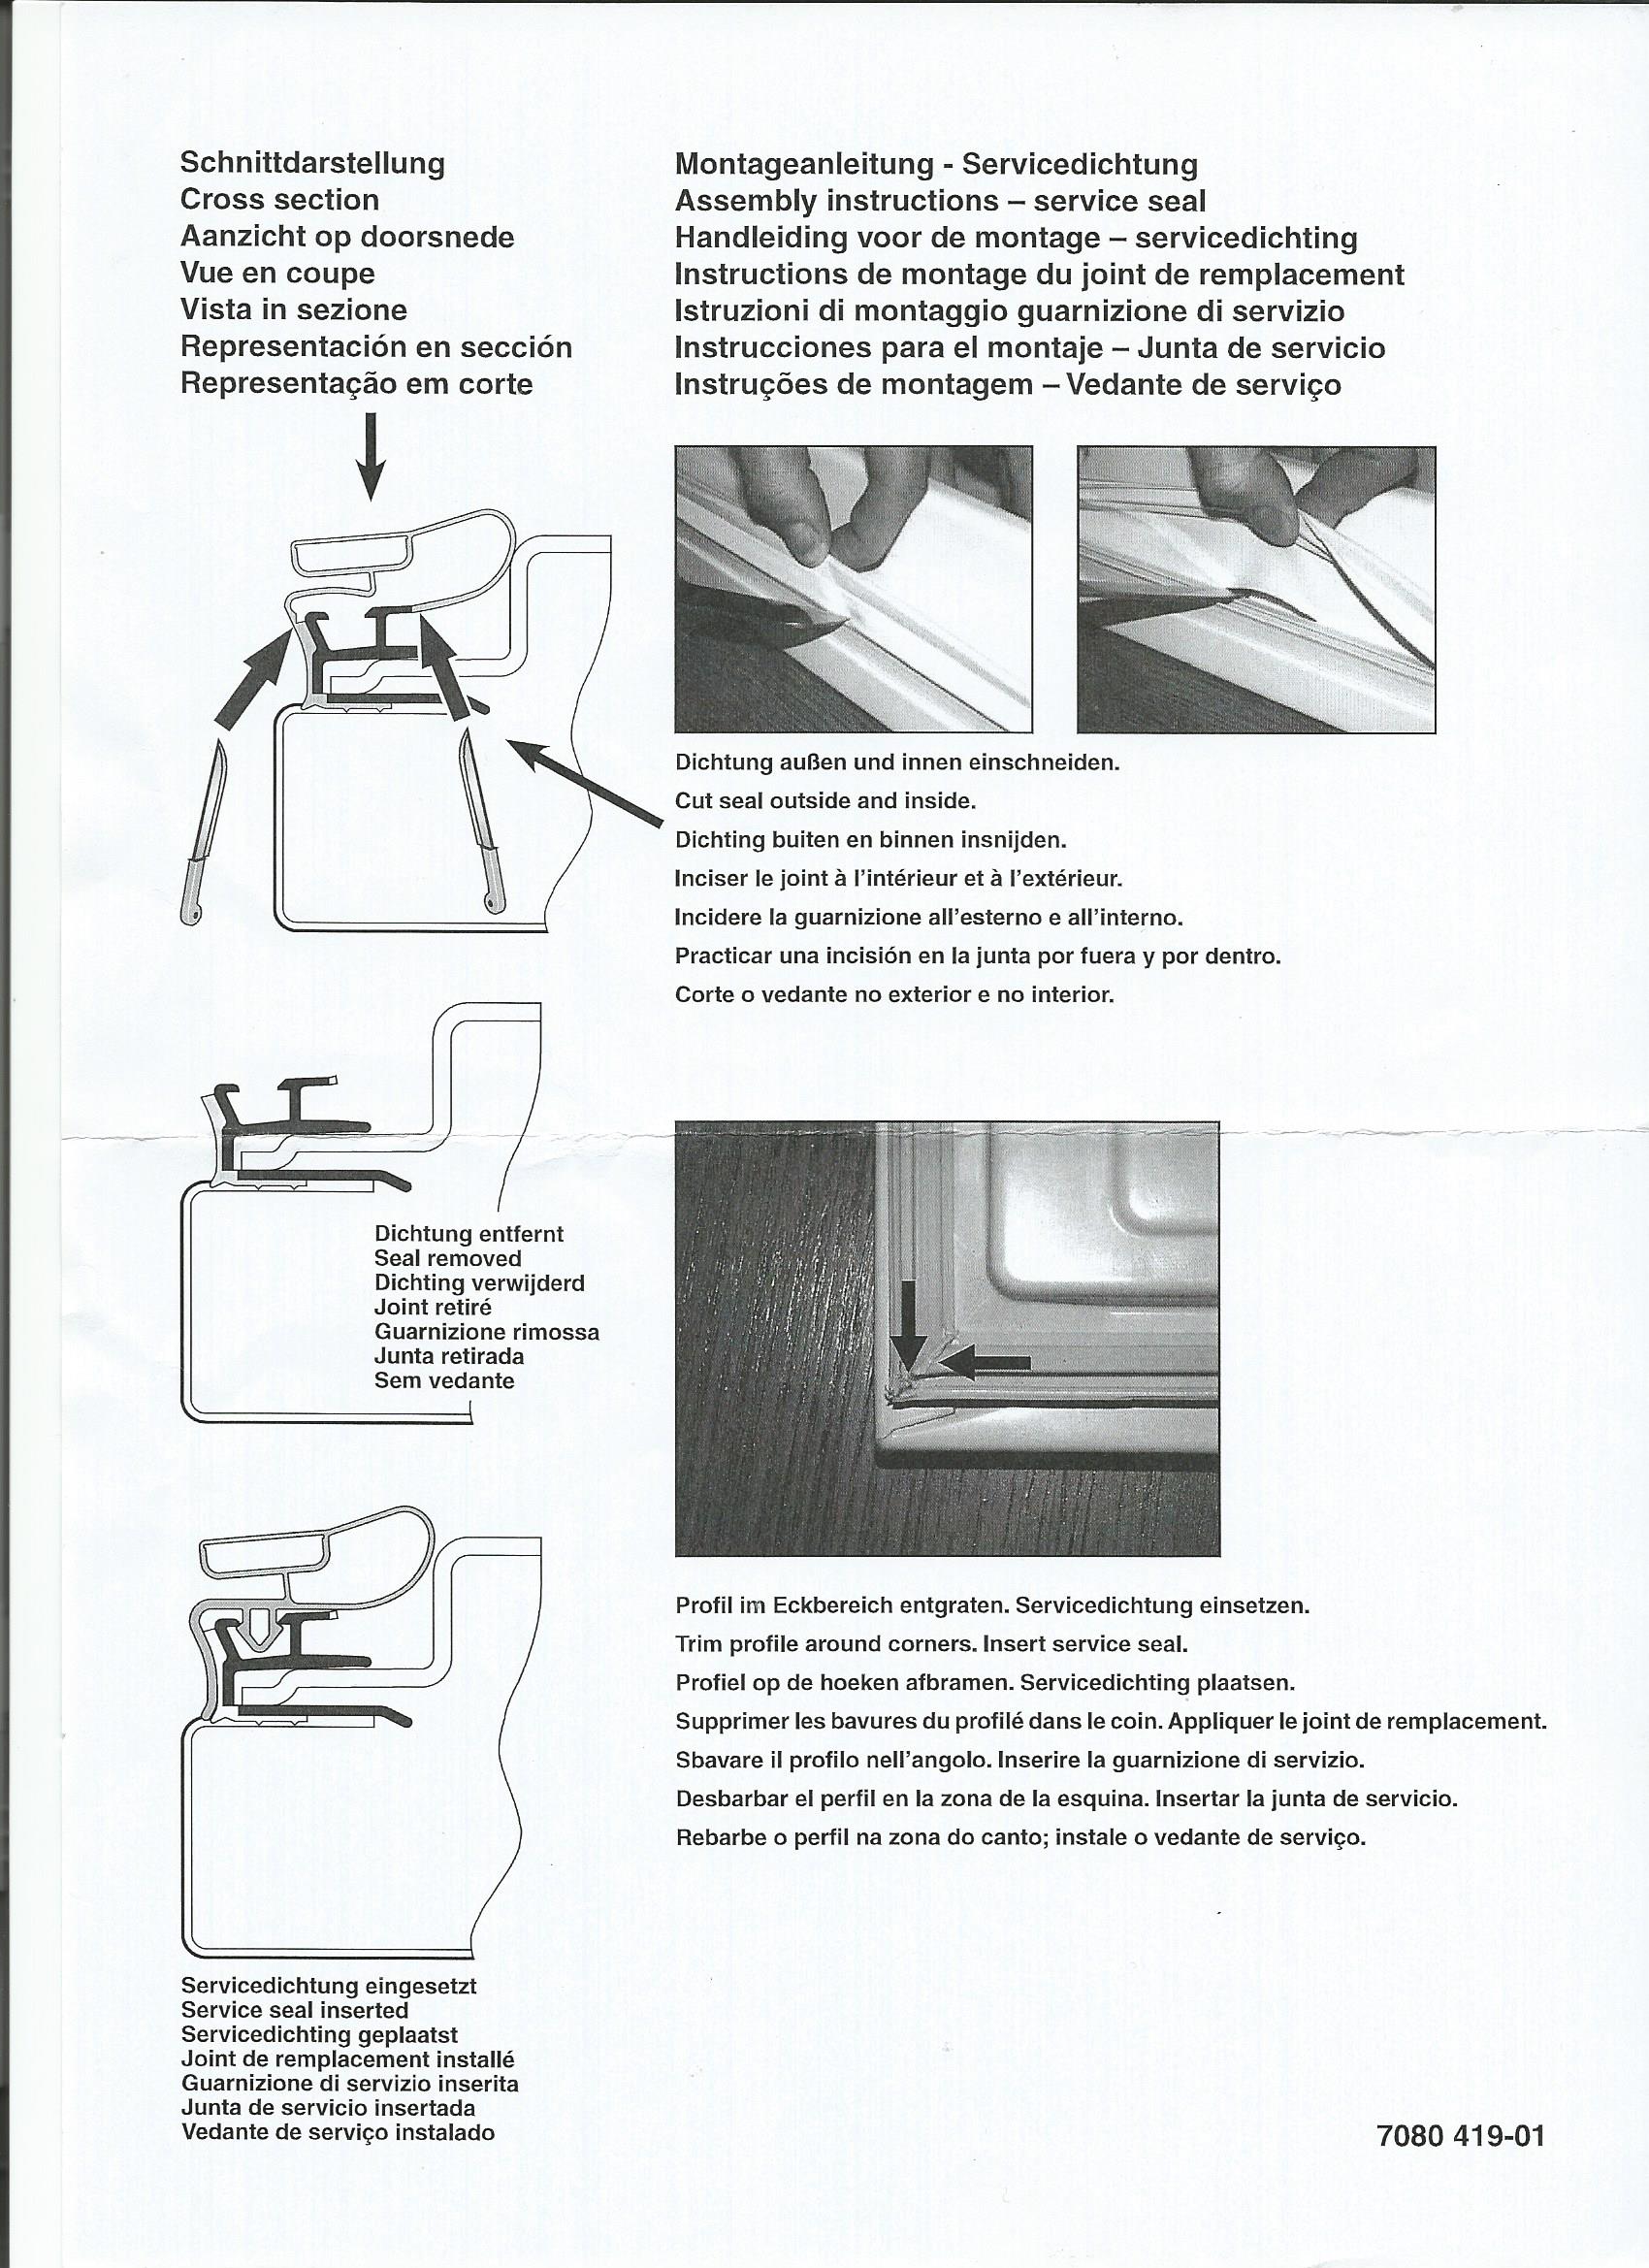 Schnittdarstellung
Cross section
Aanzicht op doorsnede
Vue en coupe
Vista in sezione
Representación en sección
Representação em corte
Montageanleitung - Servicedichtung
Assembly instructions – service seal
Handleiding voor de montage – servicedichting
Instructions de montage du joint de remplacement
Istruzioni di montaggio guarnizione di servizio
Instrucciones para el montaje – Junta de servicio
Instruções de montagem – Vedante de serviço
Dichtung außen und innen einschneiden.
Cut seal outside and inside.
Dichting buiten en binnen insnijden.
Inciser le joint à l'intérieur et à l'extérieur.
Incidere la guarnizione all'esterno e all'interno.
Practicar una incisión en la junta por fuera y por dentro.
Corte o vedante no exterior e no interior.
Dichtung entfernt
Seal removed
Dichting verwijderd
Joint retiré
Guarnizione rimossa
Junta retirada
Sem vedante
Profil im Eckbereich entgraten. Servicedichtung einsetzen.
Trim profile around corners. Insert service seal.
Profiel op de hoeken afbramen. Servicedichting plaatsen.
Supprimer les bavures du profilé dans le coin. Appliquer le joint de remplacement.
Sbavare il profilo nell'angolo. Inserire la guarnizione di servizio.
Desbarbar el perfil en la zona de la esquina. Insertar la junta de servicio.
Rebarbe o perfil na zona do canto; instale o vedante de serviço.
Servicedichtung eingesetzt
Service seal inserted
Servicedichting geplaatst
Joint de remplacement installé
Guarnizione di servizio inserita
Junta de servicio insertada
Vedante de serviço instalado
7080 419-01